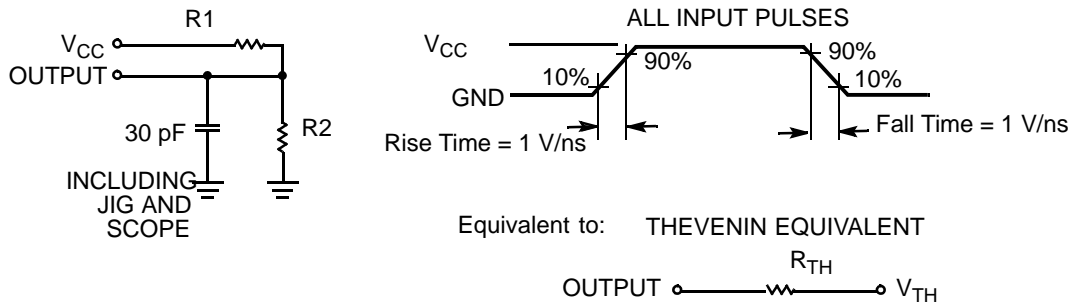 R1
V_CC
OUTPUT
30 pF
R2
INCLUDING
JIG AND
SCOPE
ALL INPUT PULSES
V_CC
GND
10%
90%
90%
10%
Rise Time = 1 V/ns
Fall Time = 1 V/ns
Equivalent to: THEVENIN EQUIVALENT
R_TH
OUTPUT
V_TH